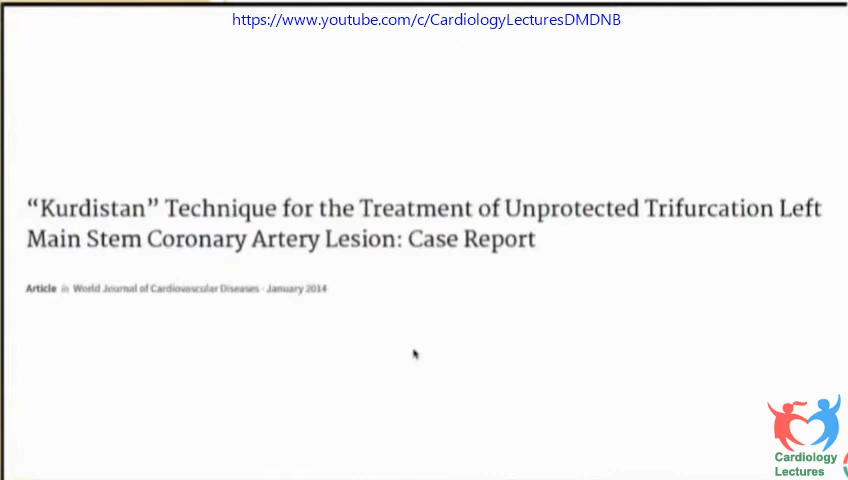 https://www.youtube.com/c/CardiologyLecturesDMDNB
“Kurdistan” Technique for the Treatment of Unprotected Trifurcation Left
Main Stem Coronary Artery Lesion: Case Report
Article in World Journal of Cardiovascular Diseases · January 2014
Cardiology
Lectures